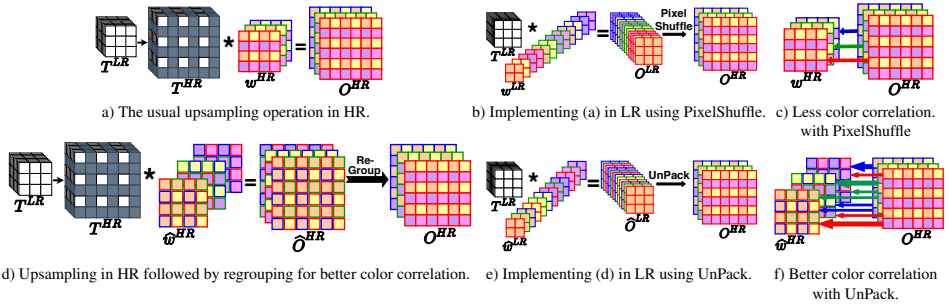 T^LR
T^HR
*
w^HR
=
O^HR
a) The usual upsampling operation in HR.
T^LR
*
w^LR
=
O^LR
Pixel
Shuffle
O^HR
b) Implementing (a) in LR using PixelShuffle.
w^HR
O^HR
c) Less color correlation.
with PixelShuffle
T^LR
T^HR
*
ŵ^HR
=
Ô^HR
Re-
Group
O^HR
d) Upsampling in HR followed by regrouping for better color correlation.
T^LR
*
ŵ^LR
=
Ô^LR
UnPack
O^HR
e) Implementing (d) in LR using UnPack.
ŵ^HR
O^HR
f) Better color correlation
with UnPack.